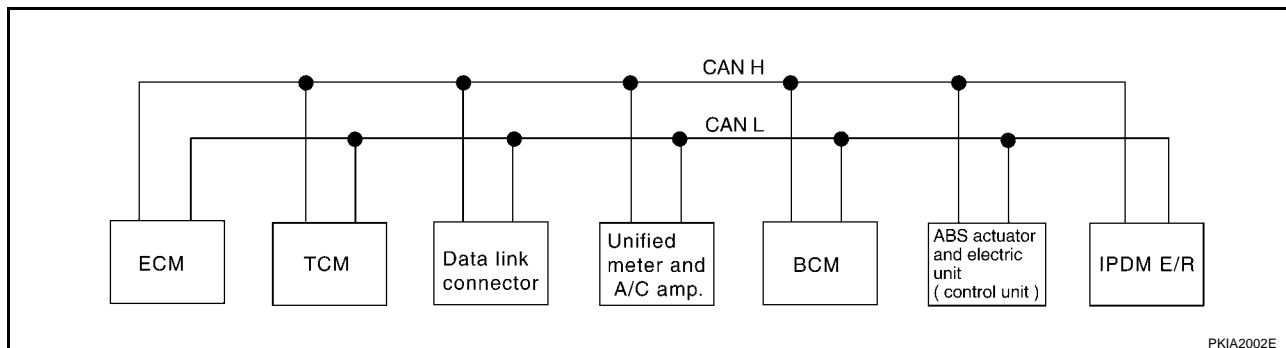 CAN H
CAN L
ECM
TCM
Data link
connector
Unified
meter and
A/C amp.
BCM
ABS actuator
and electric
unit
( control unit )
IPDM E/R
PKIA2002E